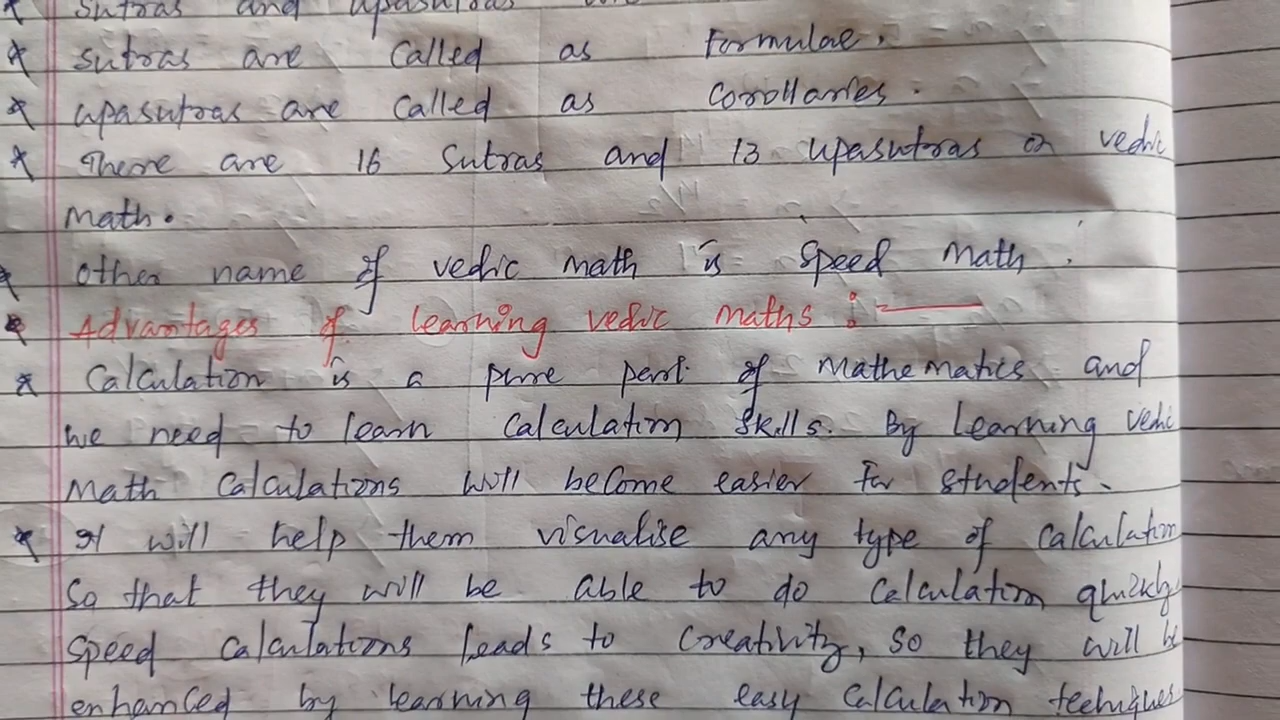 * Sutras and upasutras
* Sutras are called as Formulae.
* upasutras are called as corollaries.
* There are 16 Sutras and 13 upasutras in vedic
math.
* Other name of vedic math is Speed math.
* Advantages of learning vedic maths :—
* Calculation is a pure part of Mathematics and
we need to learn calculation skills. By learning vedic
Math calculations will become easier for students.
* It will help them visualise any type of calculation
So that they will be able to do calculation quickly
Speed calculations leads to creativity, so they will be
enhanced by learning these easy calculation techniques